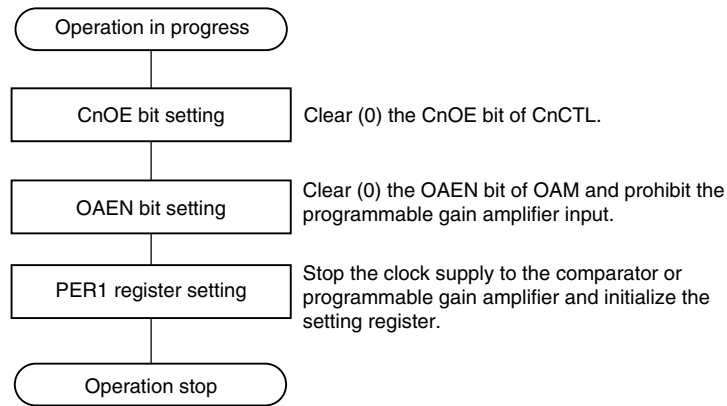 Operation in progress
CnOE bit setting
Clear (0) the CnOE bit of CnCTL.
OAEN bit setting
Clear (0) the OAEN bit of OAM and prohibit the
programmable gain amplifier input.
PER1 register setting
Stop the clock supply to the comparator or
programmable gain amplifier and initialize the
setting register.
Operation stop